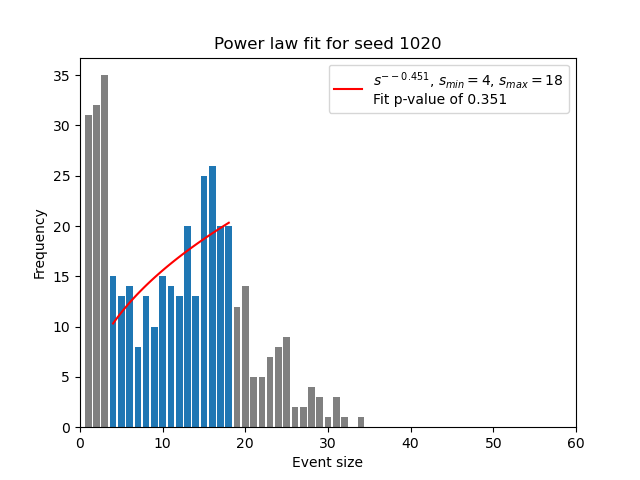 Power law fit for seed 1020
s^{--0.451}, s_{min} = 4, s_{max} = 18
Fit p-value of 0.351
Frequency
35
30
25
20
15
10
5
0
0 10 20 30 40 50 60
Event size